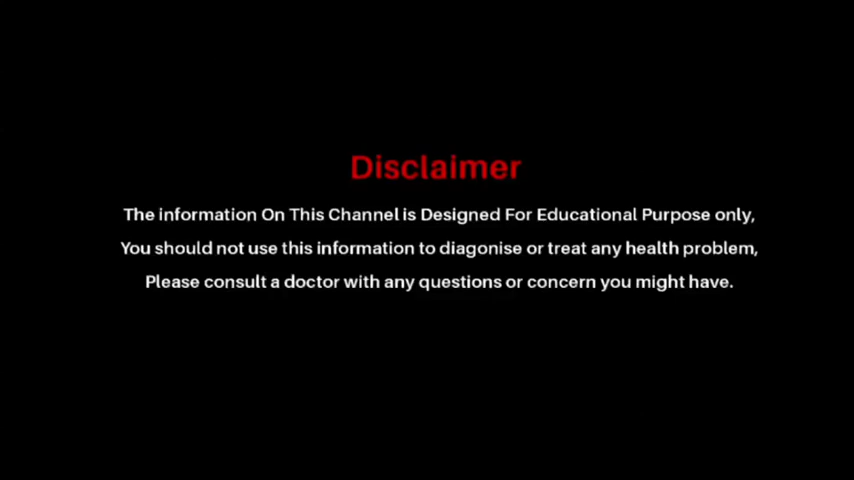 Disclaimer
The information On This Channel is Designed For Educational Purpose only,
You should not use this information to diagonise or treat any health problem,
Please consult a doctor with any questions or concern you might have.